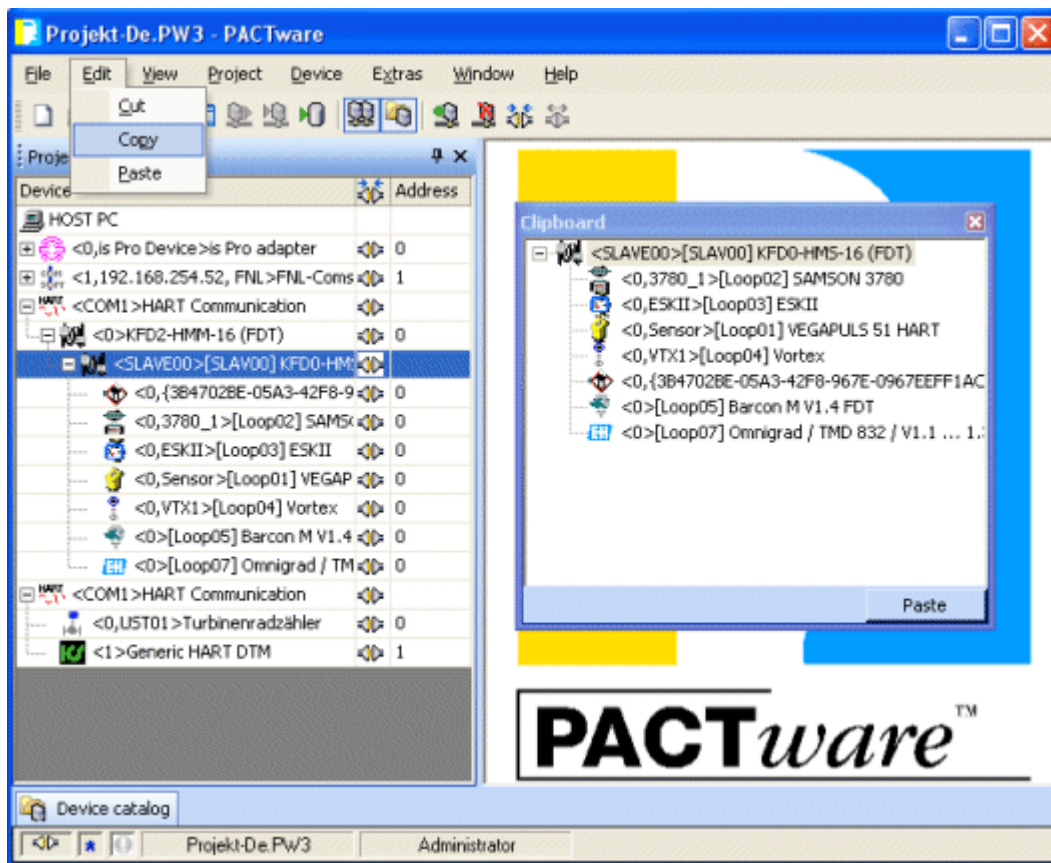 Projekt-De.PW3 - PACTware
File Edit View Project Device Extras Window Help
Cut
Copy
Paste
Proje
Device Address
HOST PC
<0,is Pro Device>is Pro adapter 0
<1,192.168.254.52, FNL>FNL-Coms 1
HART <COM1>HART Communication
<0>KFD2-HMM-16 (FDT)
<SLAVE00>[SLAV00] KFD0-HM
<0,{3B4702BE-05A3-42F8-9 0
<0,3780_1>[Loop02] SAMS 0
<0,ESKII>[Loop03] ESKII 0
<0,Sensor>[Loop01] VEGAP 0
<0,VTX1>[Loop04] Vortex 0
<0>[Loop05] Barcon M V1.4 0
<0>[Loop07] Omnigrad / TM 0
HART <COM1>HART Communication
<0,UST01>Turbinenradzähler 0
<1>Generic HART DTM 1
Clipboard
<SLAVE00>[SLAV00] KFD0-HMS-16 (FDT)
<0,3780_1>[Loop02] SAMSON 3780
<0,ESKII>[Loop03] ESKII
<0,Sensor>[Loop01] VEGAPULS 51 HART
<0,VTX1>[Loop04] Vortex
<0,{3B4702BE-05A3-42F8-967E-0967EEFF1AC
<0>[Loop05] Barcon M V1.4 FDT
EH <0>[Loop07] Omnigrad / TMD 832 / V1.1 ... 1.
Paste
PACTware™
Device catalog
Projekt-De.PW3 Administrator